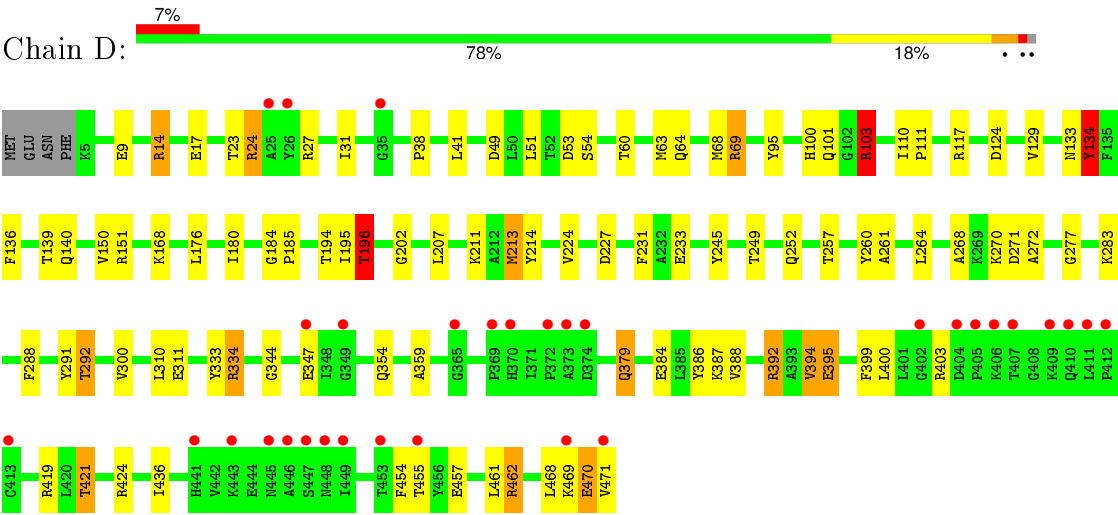 7%
Chain D:
78%
18%
• ••
MET GLU ASN PHE K5 E9 R14 E17 T23 R24 A25 Y26 R27 I31 G35 P38 L41 D49 L50 L51 T52 D53 S54 T60 M63 Q64 M68 R69 Y95 H100 Q101 G102 R103 I110 P111 R117 D124 V129 N133 Y134 F135
F136 T139 Q140 V150 R151 K168 L176 I180 G184 P185 T194 I195 T196 G202 L207 K211 A212 M213 Y214 V224 D227 F231 A232 E233 Y245 T249 Q252 T257 Y260 A261 L264 A268 K269 K270 D271 A272 G277 K283
F288 Y291 T292 V300 L310 E311 Y333 R334 G344 E347 I348 G349 Q354 A359 G365 P369 H370 I371 P372 A373 D374 Q379 E384 L385 Y386 K387 V388 R392 A393 V394 E395 F399 L400 L401 G402 R403 D404 P405 K406 T407 G408 K409 Q410 L411 P412
C413 R419 L420 T421 R424 I436 H441 V442 K443 E444 N445 A446 S447 N448 I449 T453 F454 T455 Y456 E457 L461 R462 L468 K469 E470 V471